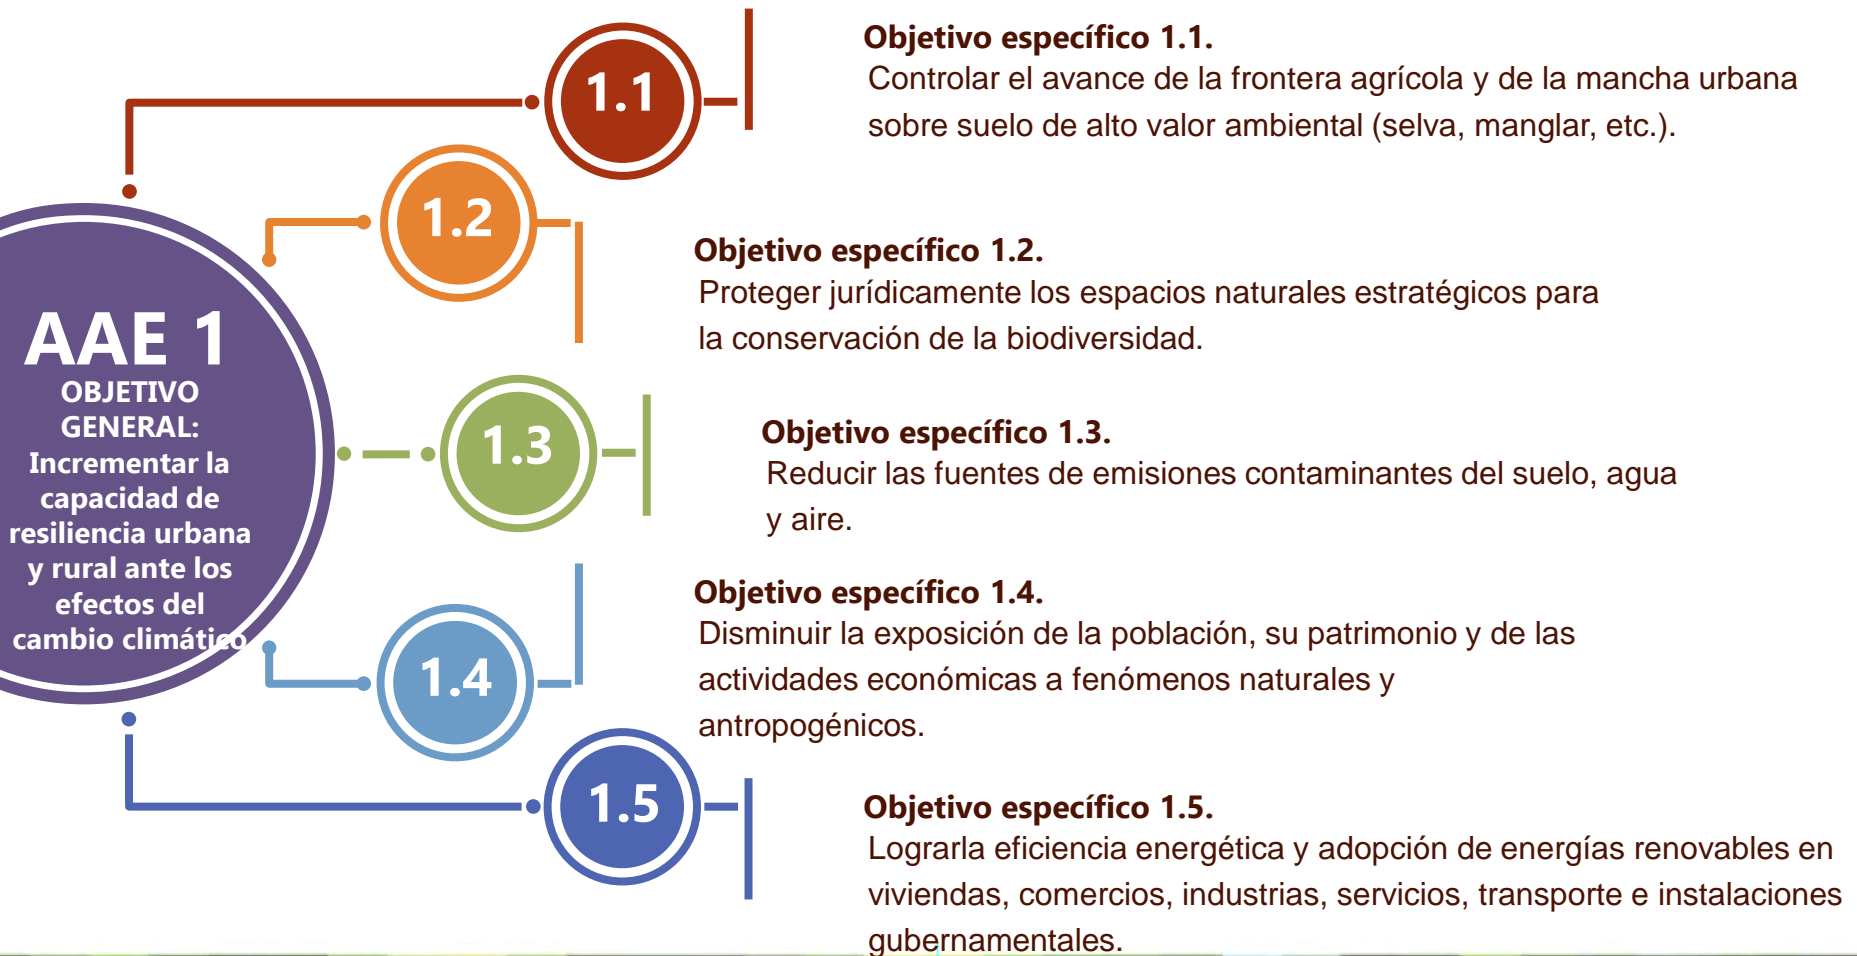 AAE 1
OBJETIVO
GENERAL:
Incrementar la
capacidad de
resiliencia urbana
y rural ante los
efectos del
cambio climático
1.1
Objetivo específico 1.1.
Controlar el avance de la frontera agrícola y de la mancha urbana
sobre suelo de alto valor ambiental (selva, manglar, etc.).
1.2
Objetivo específico 1.2.
Proteger jurídicamente los espacios naturales estratégicos para
la conservación de la biodiversidad.
1.3
Objetivo específico 1.3.
Reducir las fuentes de emisiones contaminantes del suelo, agua
y aire.
1.4
Objetivo específico 1.4.
Disminuir la exposición de la población, su patrimonio y de las
actividades económicas a fenómenos naturales y
antropogénicos.
1.5
Objetivo específico 1.5.
Lograrla eficiencia energética y adopción de energías renovables en
viviendas, comercios, industrias, servicios, transporte e instalaciones
gubernamentales.